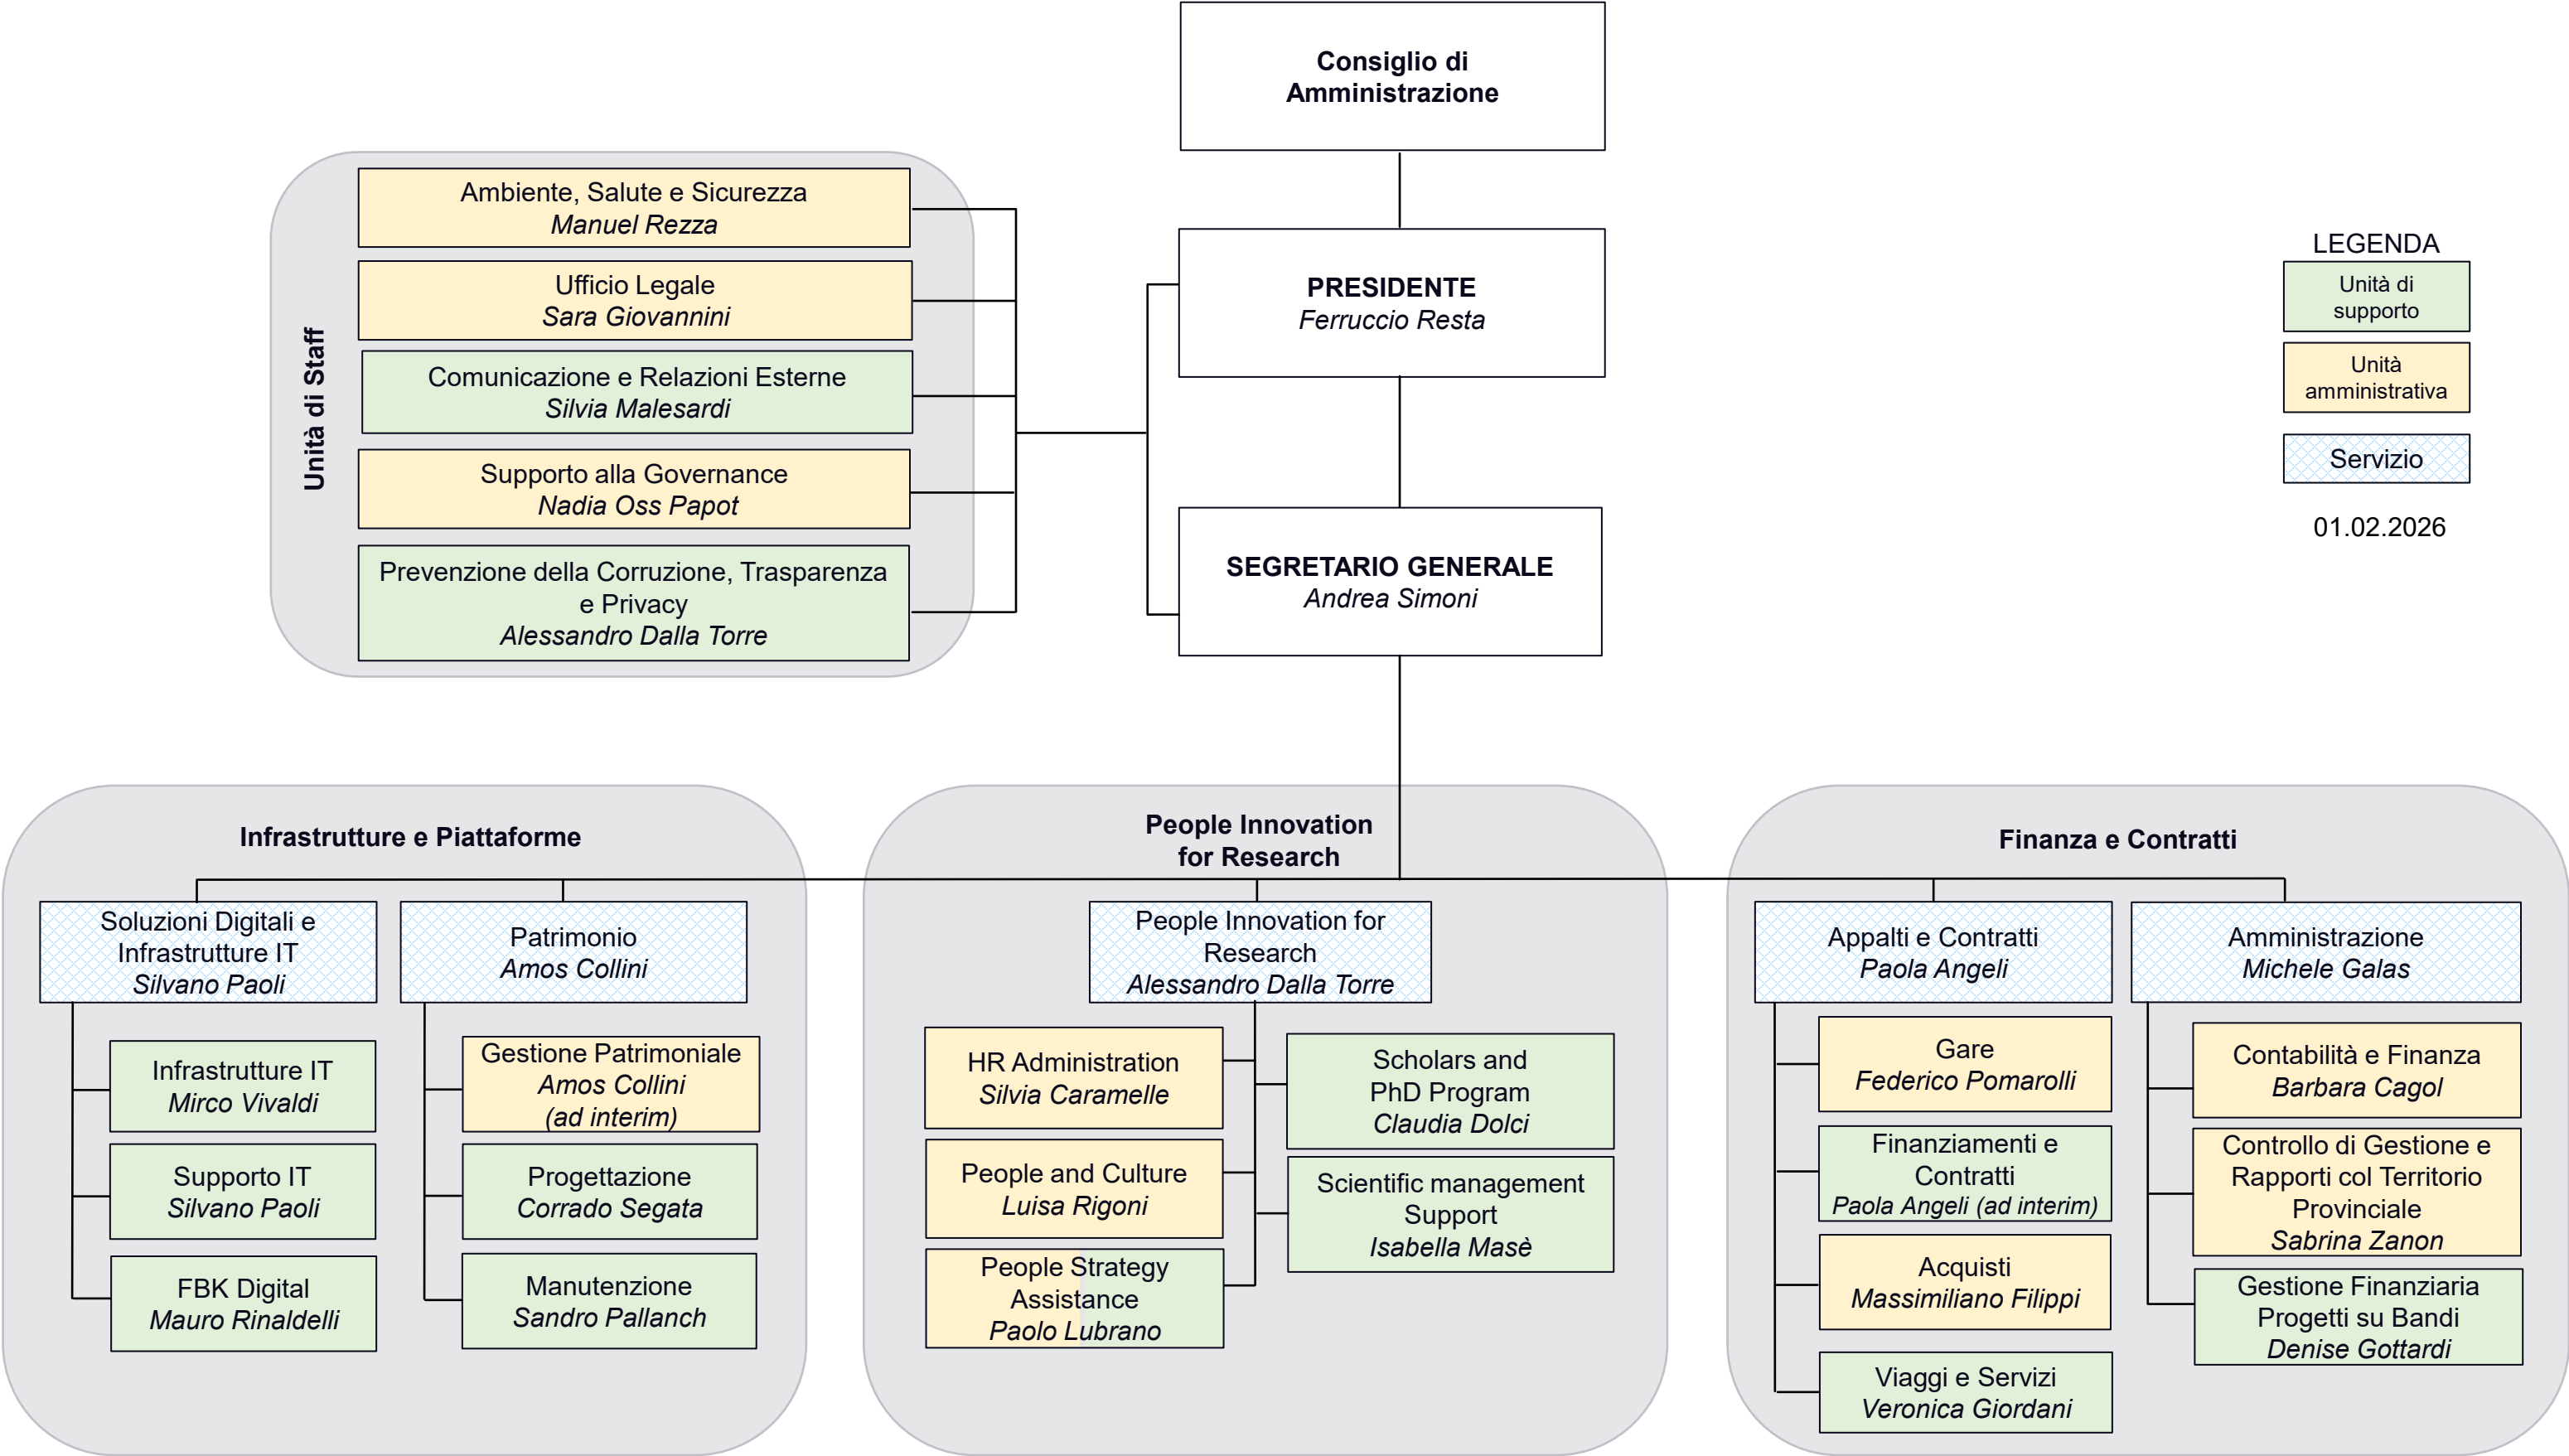 Consiglio di
Amministrazione
Unità di Staff
Ambiente, Salute e Sicurezza
Manuel Rezza
Ufficio Legale
Sara Giovannini
Comunicazione e Relazioni Esterne
Silvia Malesardi
Supporto alla Governance
Nadia Oss Papot
Prevenzione della Corruzione, Trasparenza
e Privacy
Alessandro Dalla Torre
PRESIDENTE
Ferruccio Resta
SEGRETARIO GENERALE
Andrea Simoni
LEGENDA
Unità di
supporto
Unità
amministrativa
Servizio
01.02.2026
Infrastrutture e Piattaforme
Soluzioni Digitali e
Infrastrutture IT
Silvano Paoli
Infrastrutture IT
Mirco Vivaldi
Supporto IT
Silvano Paoli
FBK Digital
Mauro Rinaldelli
Patrimonio
Amos Collini
Gestione Patrimoniale
Amos Collini
(ad interim)
Progettazione
Corrado Segata
Manutenzione
Sandro Pallanch
People Innovation
for Research
People Innovation for
Research
Alessandro Dalla Torre
HR Administration
Silvia Caramelle
People and Culture
Luisa Rigoni
People Strategy
Assistance
Paolo Lubrano
Scholars and
PhD Program
Claudia Dolci
Scientific management
Support
Isabella Masè
Finanza e Contratti
Appalti e Contratti
Paola Angeli
Gare
Federico Pomarolli
Finanziamenti e
Contratti
Paola Angeli (ad interim)
Acquisti
Massimiliano Filippi
Viaggi e Servizi
Veronica Giordani
Amministrazione
Michele Galas
Contabilità e Finanza
Barbara Cagol
Controllo di Gestione e
Rapporti col Territorio
Provinciale
Sabrina Zanon
Gestione Finanziaria
Progetti su Bandi
Denise Gottardi